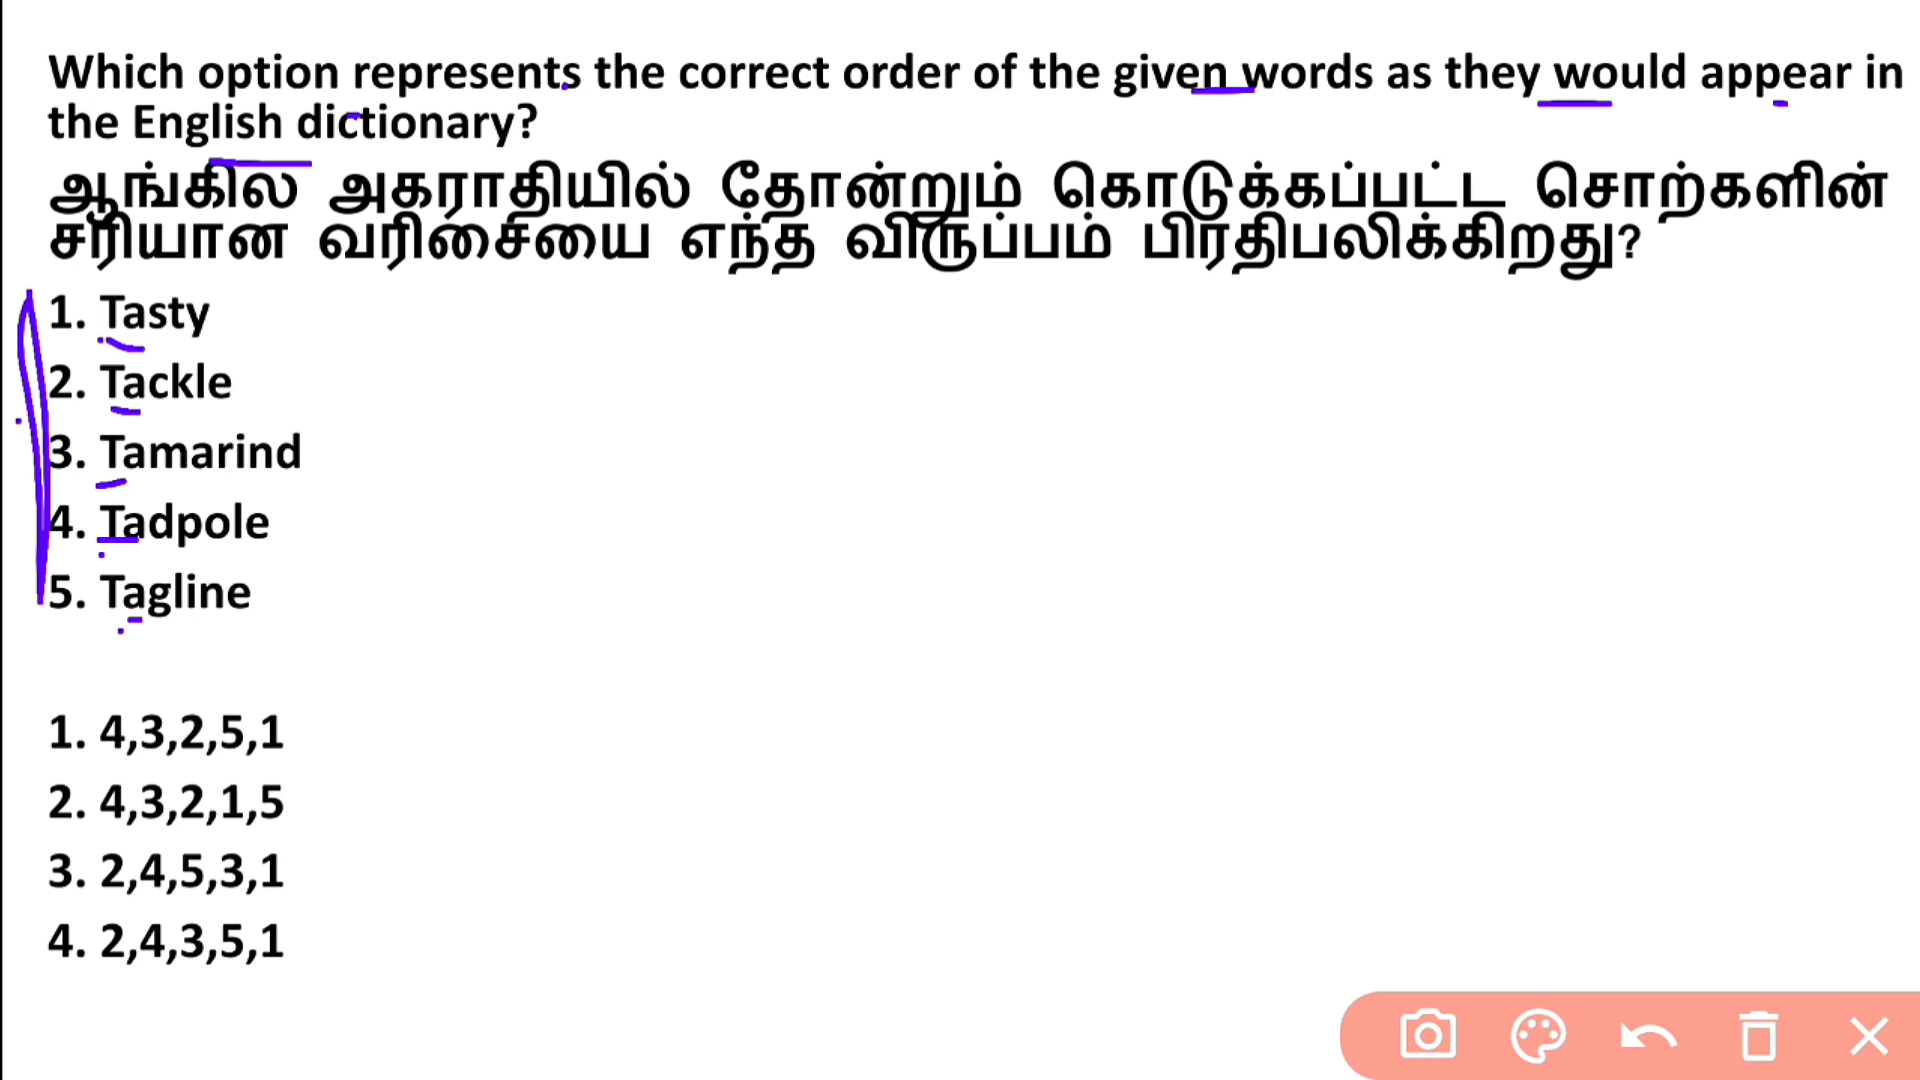 Which option represents the correct order of the given words as they would appear in
the English dictionary?
ஆங்கில அகராதியில் தோன்றும் கொடுக்கப்பட்ட சொற்களின்
சரியான வரிசையை எந்த விருப்பம் பிரதிபலிக்கிறது?
1. Tasty
2. Tackle
3. Tamarind
4. Tadpole
5. Tagline
1. 4,3,2,5,1
2. 4,3,2,1,5
3. 2,4,5,3,1
4. 2,4,3,5,1